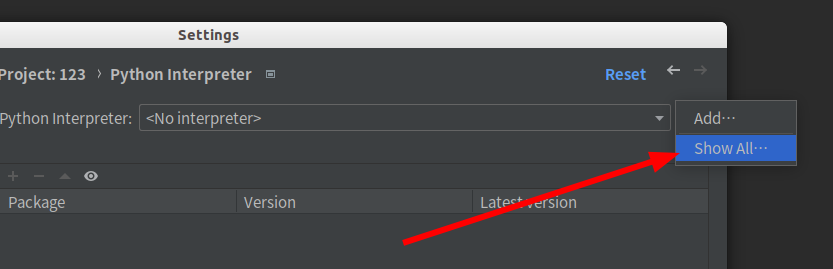 Settings
Project: 123 › Python Interpreter
Reset
Python Interpreter:
<No interpreter>
Add...
Show All...
Package
Version
Latest version